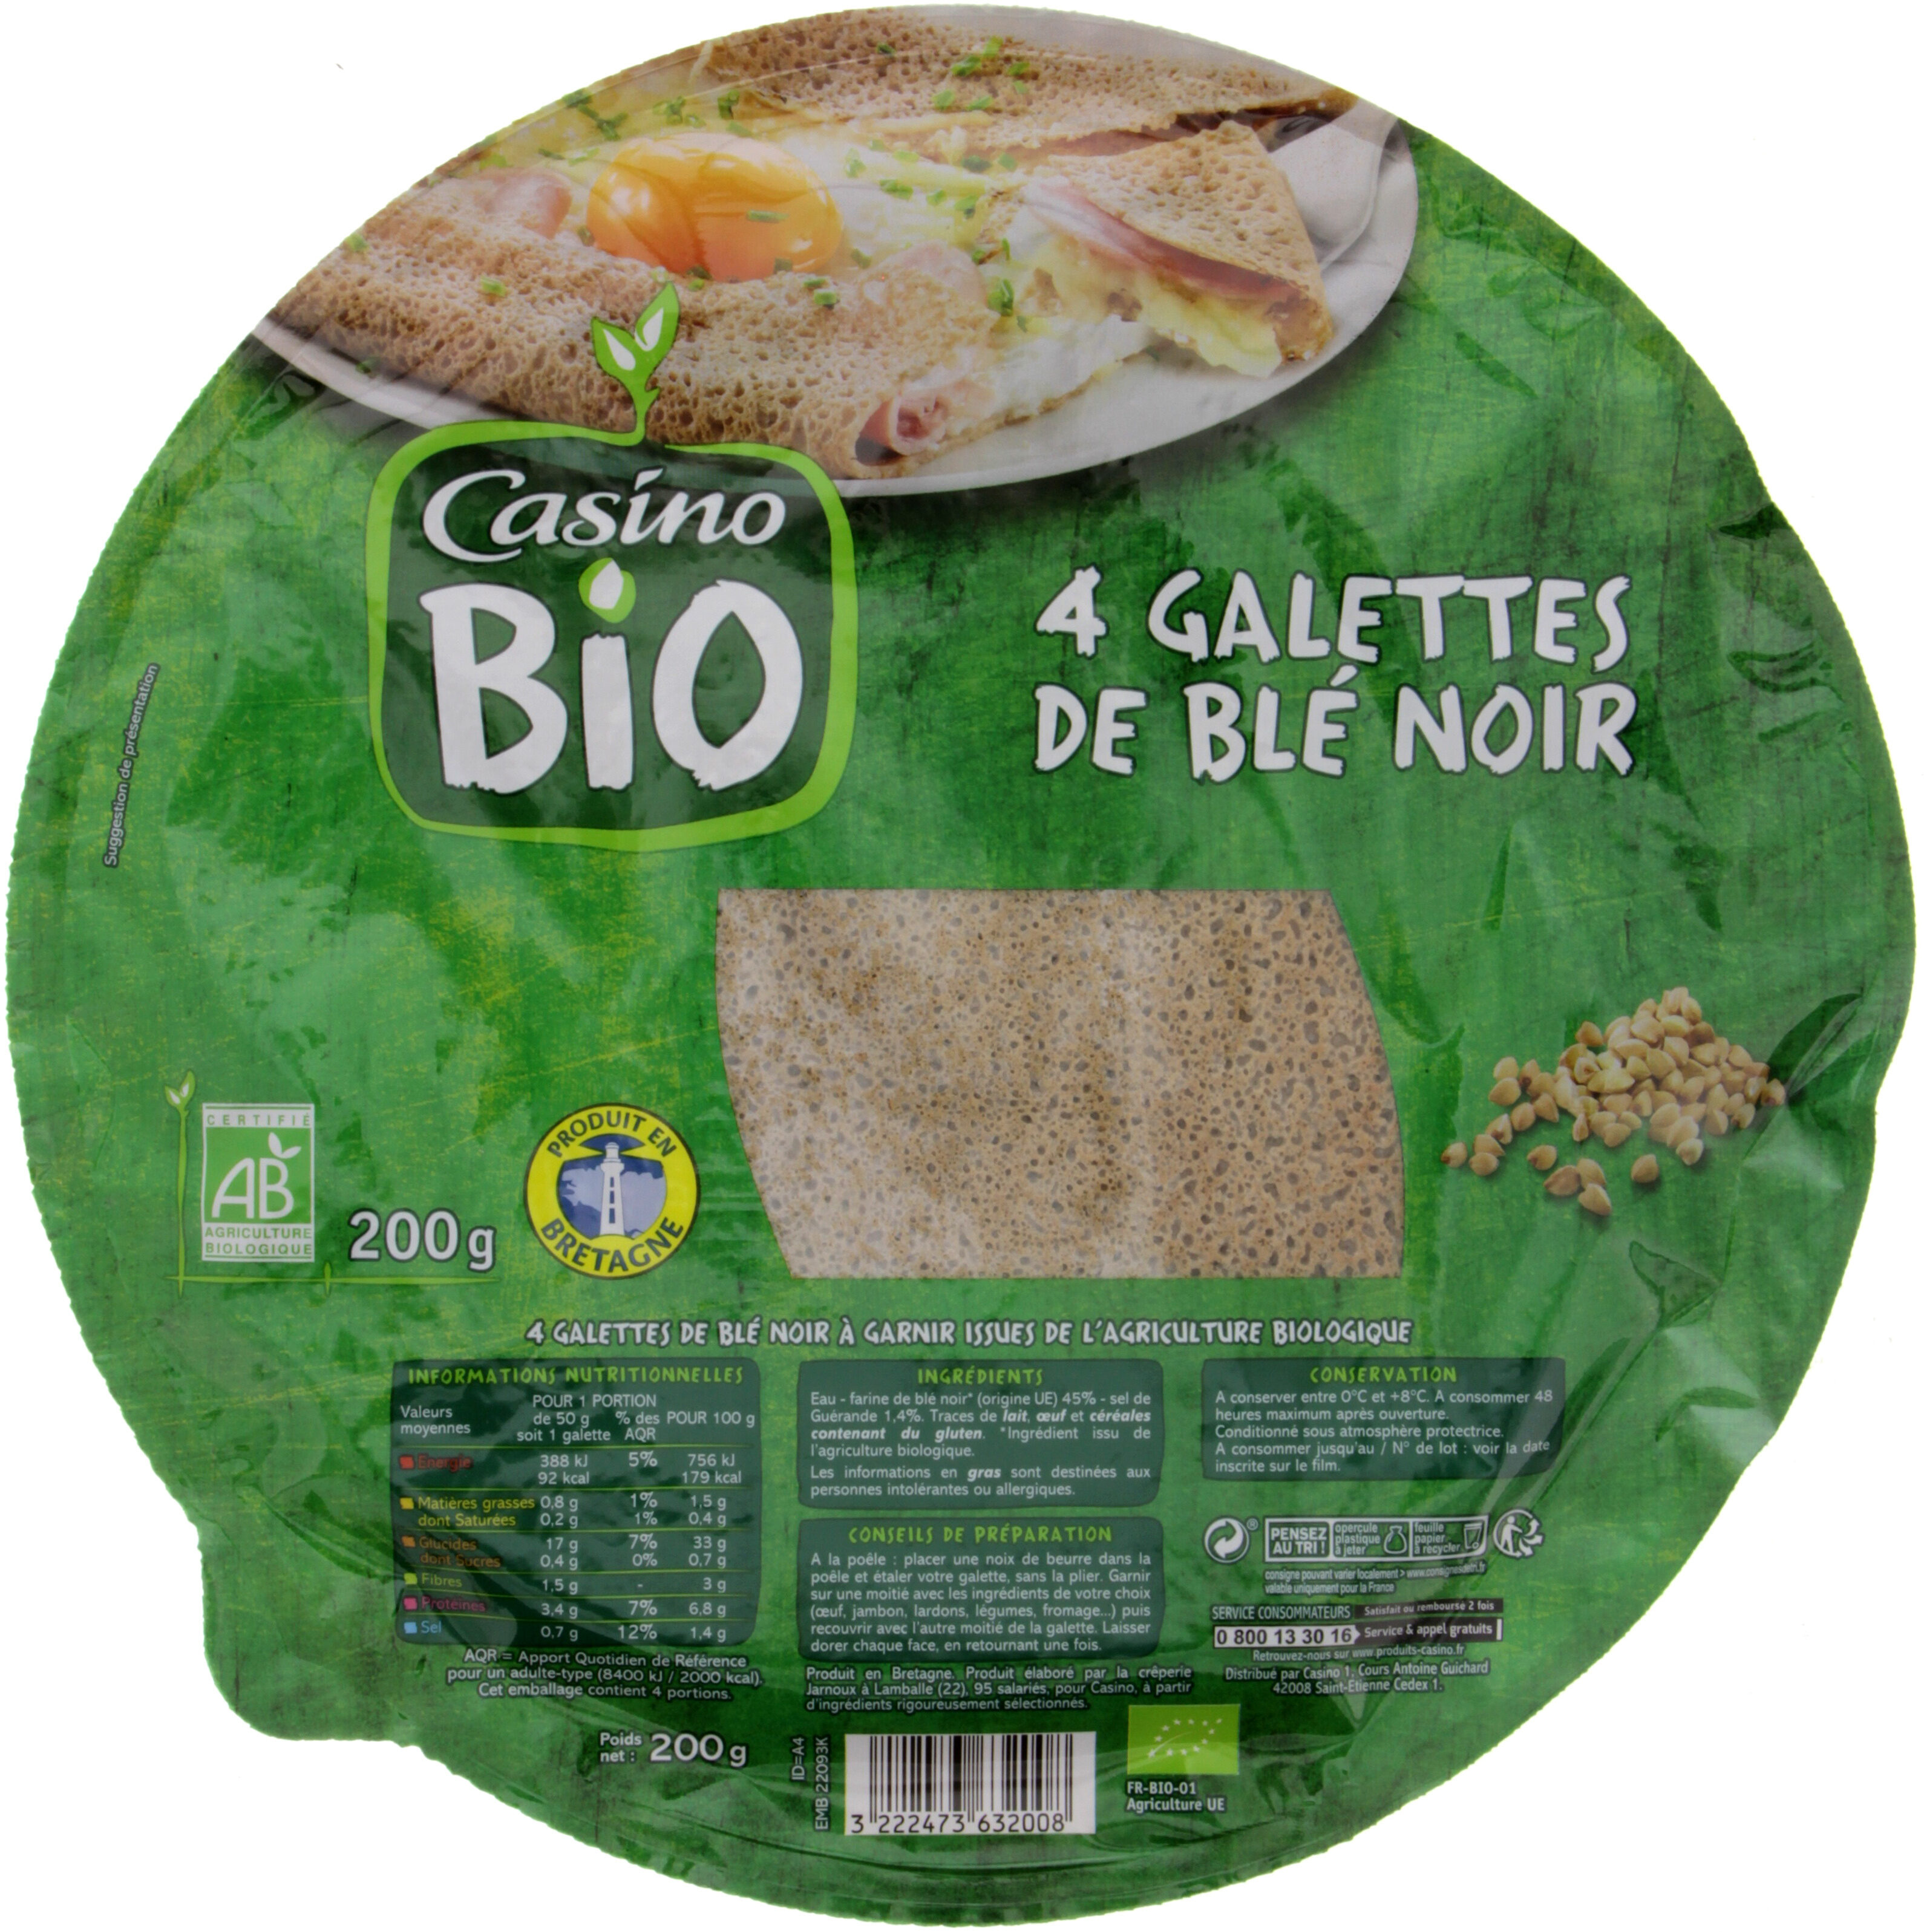 Casino
BiO
4 GALETTES
DE BLÉ NOIR
Suggestion de présentation
CERTIFIÉ
AB
AGRICULTURE
BIOLOGIQUE
200 g
PRODUIT EN
BRETAGNE
4 GALETTES DE BLÉ NOIR À GARNIR ISSUES DE L'AGRICULTURE BIOLOGIQUE
INFORMATIONS NUTRITIONNELLES
Valeurs moyennes POUR 1 PORTION de 50 g soit 1 galette % des AQR POUR 100 g
Energie 388 kJ 5% 756 kJ
92 kcal 179 kcal
Matières grasses 0,8 g 1% 1,5 g
dont Saturées 0,2 g 1% 0,4 g
Glucides 17 g 7% 33 g
dont Sucres 0,4 g 0% 0,7 g
Fibres 1,5 g - 3 g
Protéines 3,4 g 7% 6,8 g
Sel 0,7 g 12% 1,4 g
AQR = Apport Quotidien de Référence
pour un adulte-type (8400 kJ / 2000 kcal).
Cet emballage contient 4 portions.
INGRÉDIENTS
Eau - farine de blé noir* (origine UE) 45% - sel de
Guérande 1,4%. Traces de lait, œuf et céréales
contenant du gluten. *Ingrédient issu de
l'agriculture biologique.
Les informations en gras sont destinées aux
personnes intolérantes ou allergiques.
CONSEILS DE PRÉPARATION
A la poêle : placer une noix de beurre dans la
poêle et étaler votre galette, sans la plier. Garnir
sur une moitié avec les ingrédients de votre choix
(œuf, jambon, lardons, légumes, fromage...) puis
recouvrir avec l'autre moitié de la galette. Laisser
dorer chaque face, en retournant une fois.
Produit en Bretagne. Produit élaboré par la crêperie
Jarnoux à Lamballe (22), 95 salariés, pour Casino, à partir
d'ingrédients rigoureusement sélectionnés.
CONSERVATION
A conserver entre 0°C et +8°C. A consommer 48
heures maximum après ouverture.
Conditionné sous atmosphère protectrice.
A consommer jusqu'au / N° de lot : voir la date
inscrite sur le film.
PENSEZ
AU TRI !
opercule
plastique
à jeter
feuille
papier
à recycler
consigne pouvant varier localement > www.consignesdetri.fr
valable uniquement pour la France
SERVICE CONSOMMATEURS Satisfait ou remboursé 2 fois
0 800 13 30 16 Service & appel gratuits
Retrouvez-nous sur www.produits-casino.fr
Distribué par Casino 1, Cours Antoine Guichard
42008 Saint-Etienne Cedex 1.
Poids
net : 200 g
ID=A4
EMB 22093K
3 222473 632008
FR-BIO-01
Agriculture UE